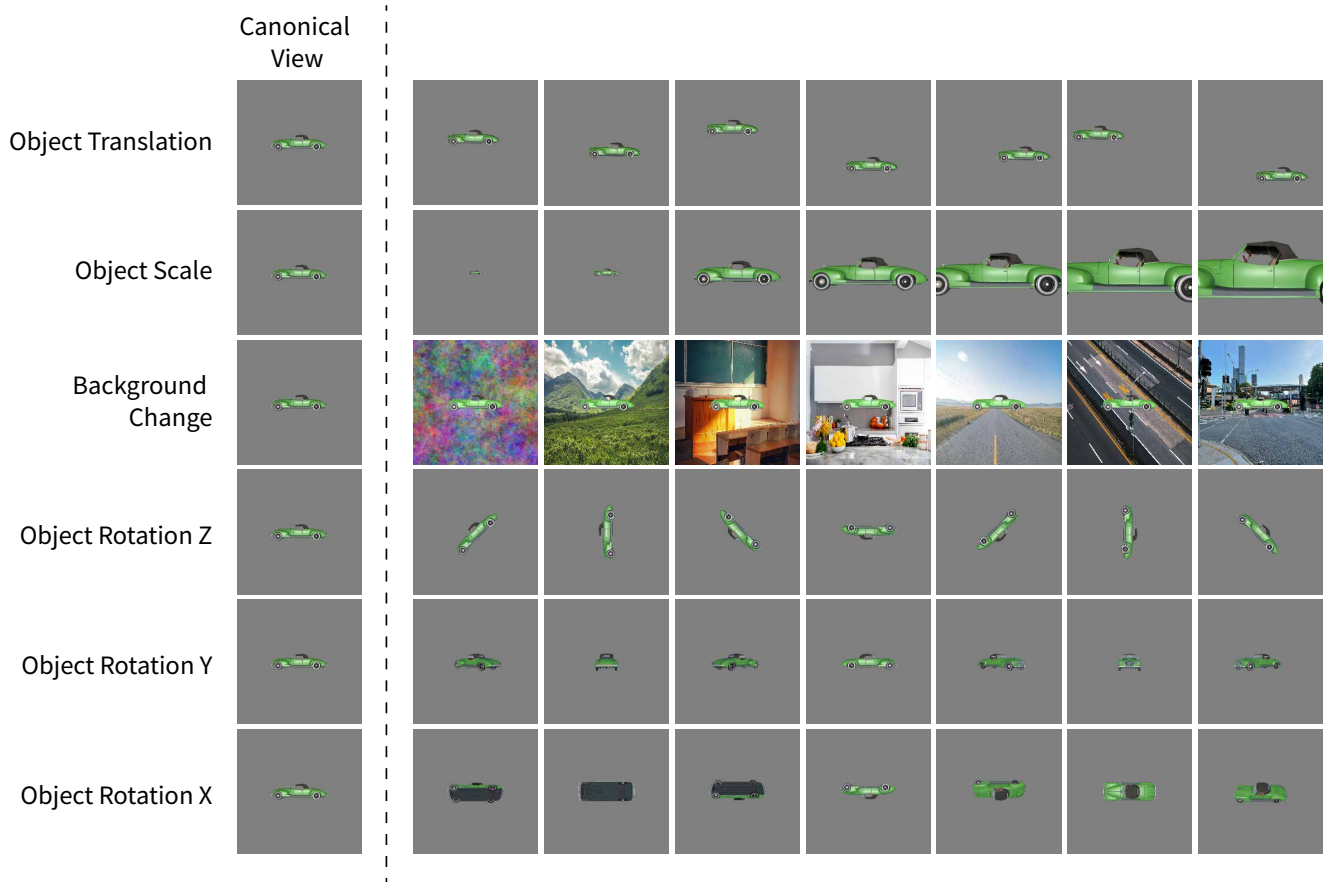 Canonical
View
Object Translation
Object Scale
Background
Change
Object Rotation Z
Object Rotation Y
Object Rotation X